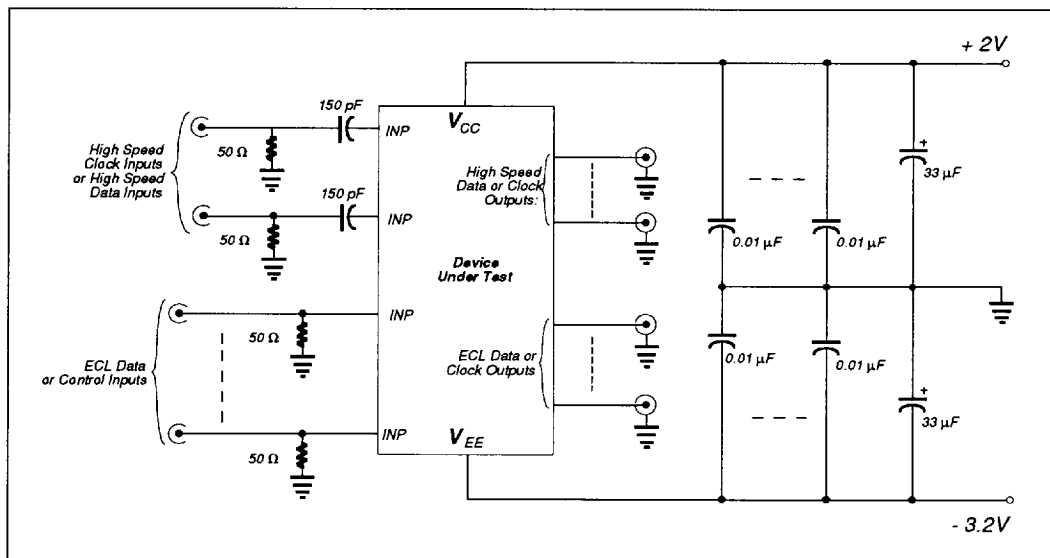 + 2V
150 pF
INP
VCC
High Speed
Clock Inputs
or High Speed
Data Inputs
50 Ω
High Speed
Data or Clock
Outputs:
+
33 µF
150 pF
INP
50 Ω
0.01 µF
0.01 µF
Device
Under Test
INP
50 Ω
ECL Data
or Control Inputs
ECL Data or
Clock Outputs
0.01 µF
0.01 µF
+
33 µF
INP
50 Ω
VEE
- 3.2V